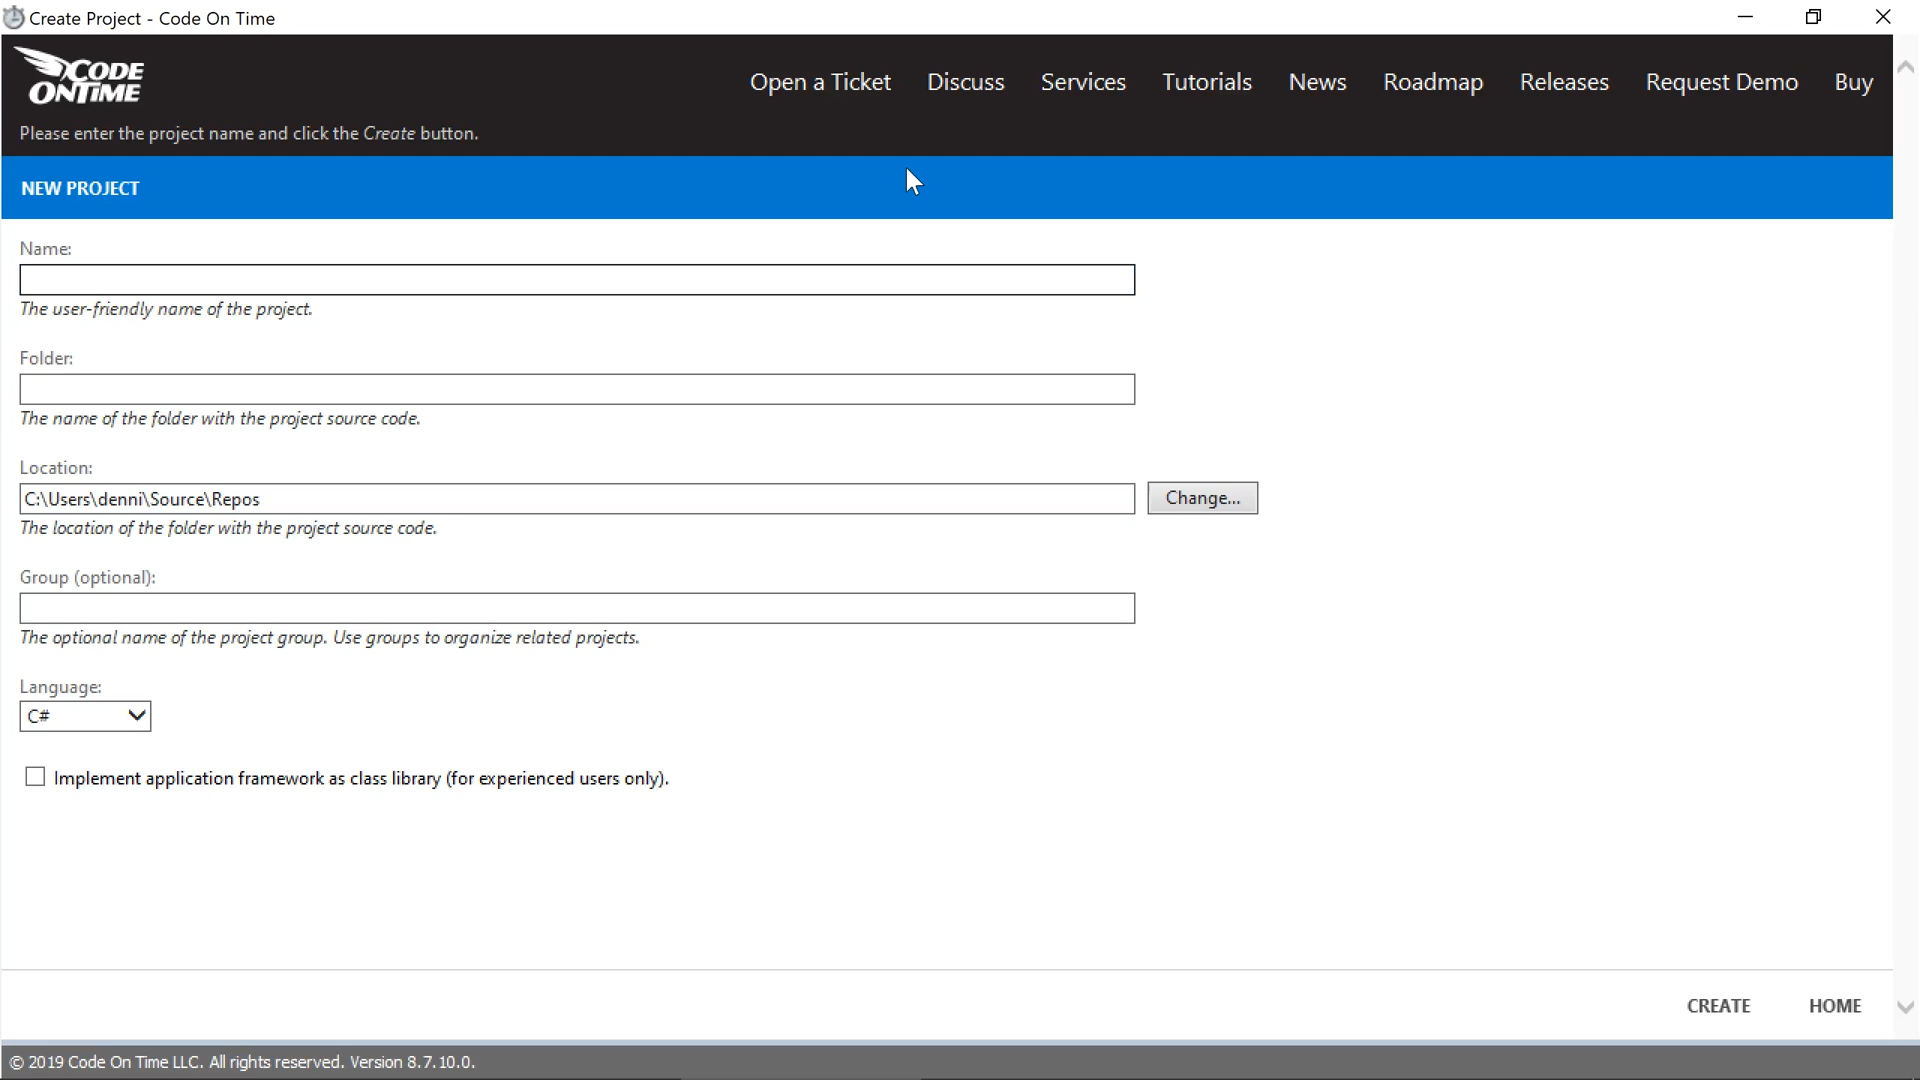 Create Project - Code On Time
CODE
ONTIME
Open a Ticket Discuss Services Tutorials News Roadmap Releases Request Demo Buy
Please enter the project name and click the Create button.
NEW PROJECT
Name:
The user-friendly name of the project.
Folder:
The name of the folder with the project source code.
Location:
C:\Users\denni\Source\Repos
Change...
The location of the folder with the project source code.
Group (optional):
The optional name of the project group. Use groups to organize related projects.
Language:
C#
Implement application framework as class library (for experienced users only).
CREATE HOME
© 2019 Code On Time LLC. All rights reserved. Version 8.7.10.0.